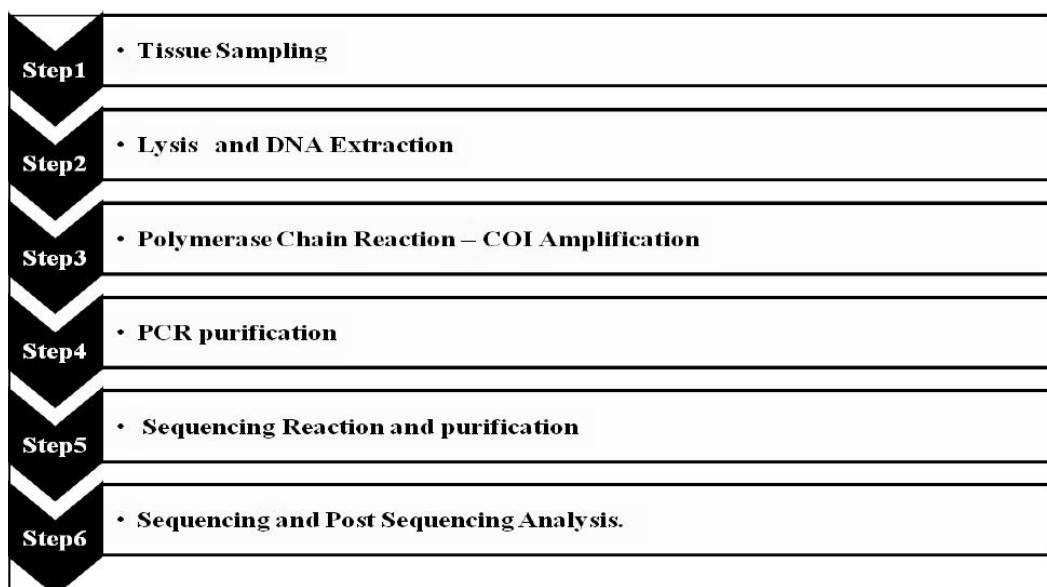 Step1
• Tissue Sampling
Step2
• Lysis and DNA Extraction
Step3
• Polymerase Chain Reaction – COI Amplification
Step4
• PCR purification
Step5
• Sequencing Reaction and purification
Step6
• Sequencing and Post Sequencing Analysis.